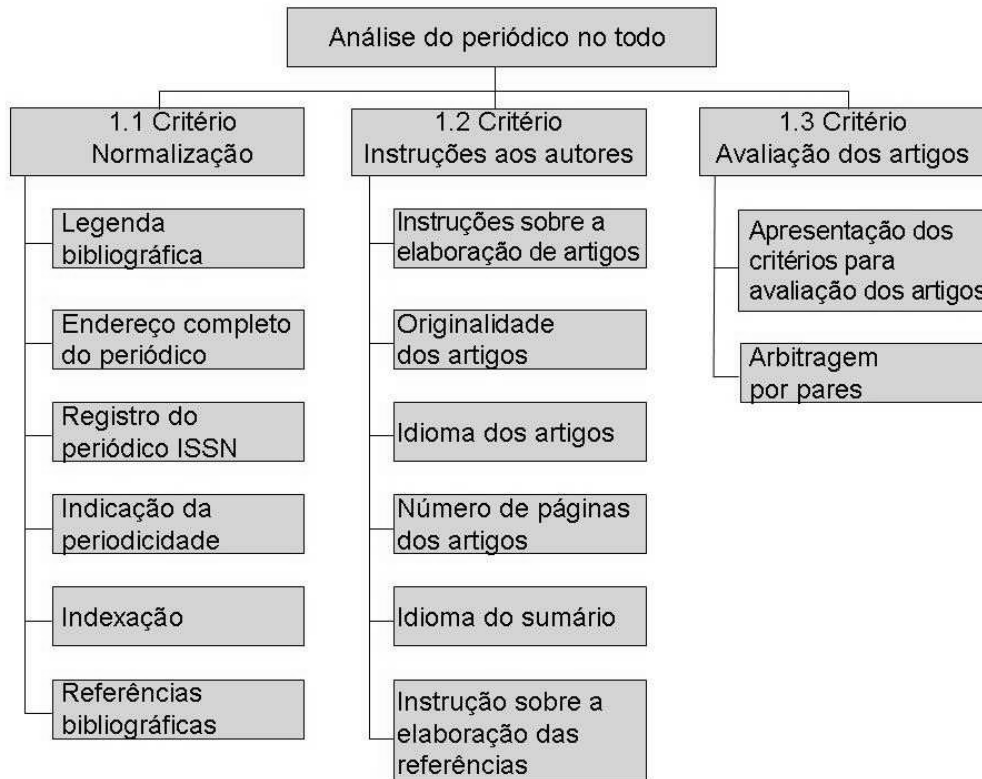 Análise do periódico no todo
1.1 Critério
Normalização
Legenda
bibliográfica
Endereço completo
do periódico
Registro do
periódico ISSN
Indicação da
periodicidade
Indexação
Referências
bibliográficas
1.2 Critério
Instruções aos autores
Instruções sobre a
elaboração de artigos
Originalidade
dos artigos
Idioma dos artigos
Número de páginas
dos artigos
Idioma do sumário
Instrução sobre a
elaboração das
referências
1.3 Critério
Avaliação dos artigos
Apresentação dos
critérios para
avaliação dos artigos
Arbitragem
por pares